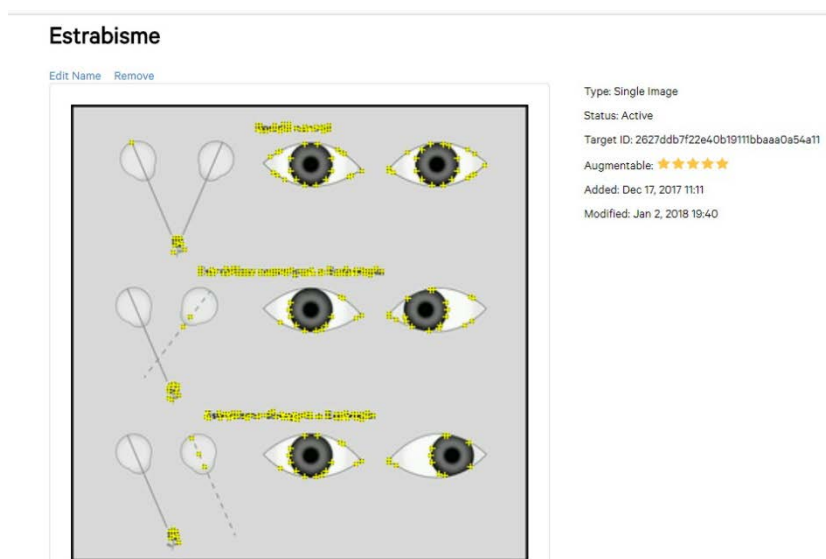 Estrabisme
Edit Name Remove
Type: Single Image
Status: Active
Target ID: 2627ddb7f22e40b19111bbaaa0a54a11
Augmentable:
Added: Dec 17, 2017 11:11
Modified: Jan 2, 2018 19:40